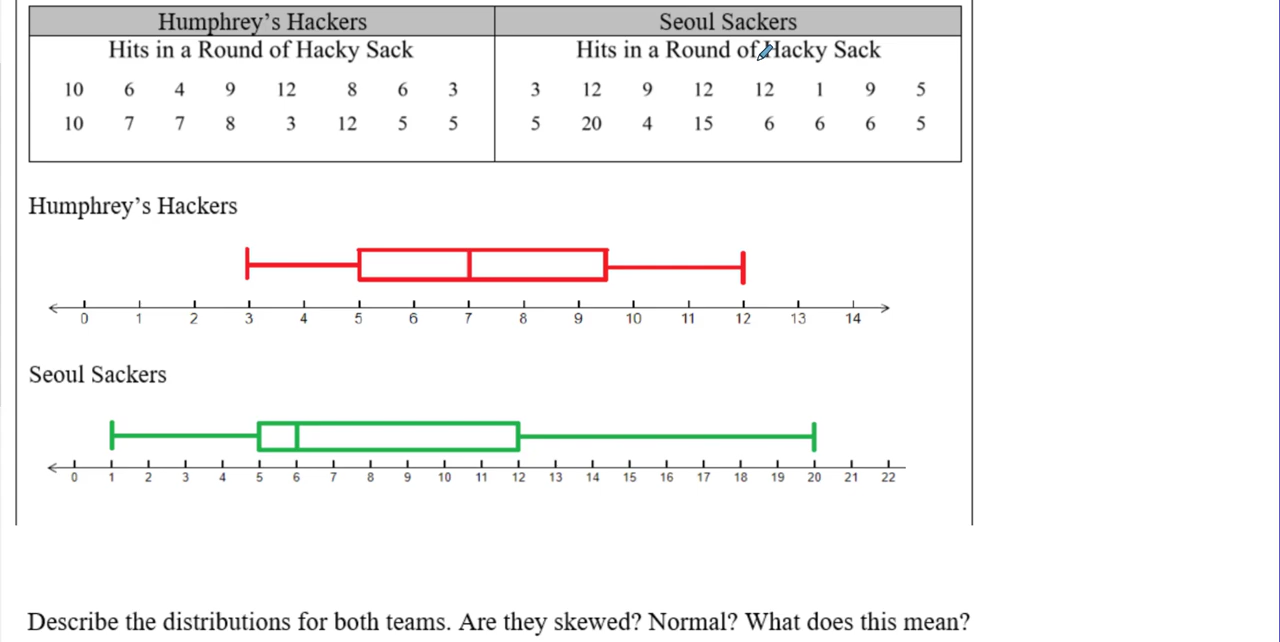 Humphrey’s Hackers
Hits in a Round of Hacky Sack
10 6 4 9 12 8 6 3
10 7 7 8 3 12 5 5
Seoul Sackers
Hits in a Round of Hacky Sack
3 12 9 12 12 1 9 5
5 20 4 15 6 6 6 5
Humphrey’s Hackers
0 1 2 3 4 5 6 7 8 9 10 11 12 13 14
Seoul Sackers
0 1 2 3 4 5 6 7 8 9 10 11 12 13 14 15 16 17 18 19 20 21 22
Describe the distributions for both teams. Are they skewed? Normal? What does this mean?